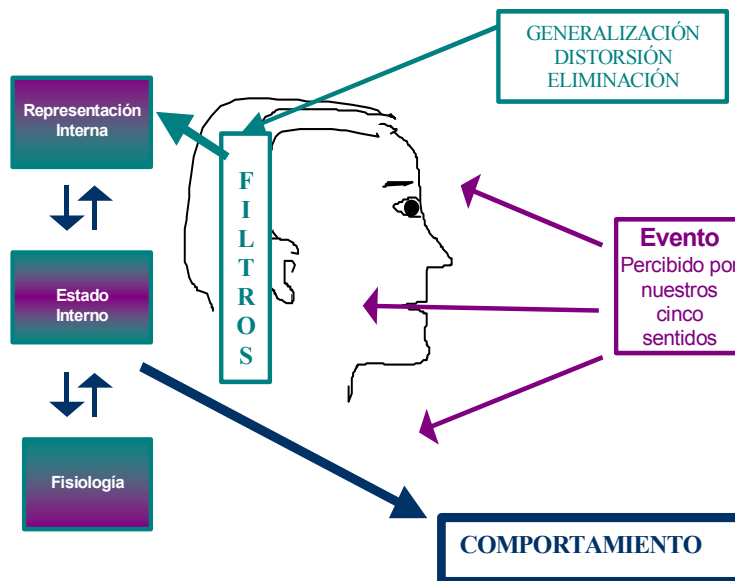 GENERALIZACIÓN
DISTORSIÓN
ELIMINACIÓN
Representación
Interna
F
I
L
T
R
O
S
Evento
Percibido por
nuestros
cinco
sentidos
Estado
Interno
Fisiología
COMPORTAMIENTO